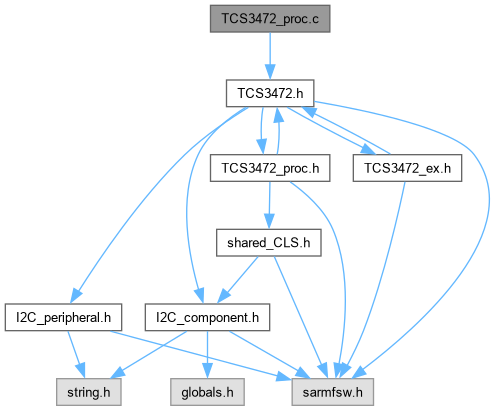 TCS3472_proc.c
TCS3472.h
TCS3472_proc.h
TCS3472_ex.h
shared_CLS.h
I2C_peripheral.h
I2C_component.h
string.h
globals.h
sarmfsw.h